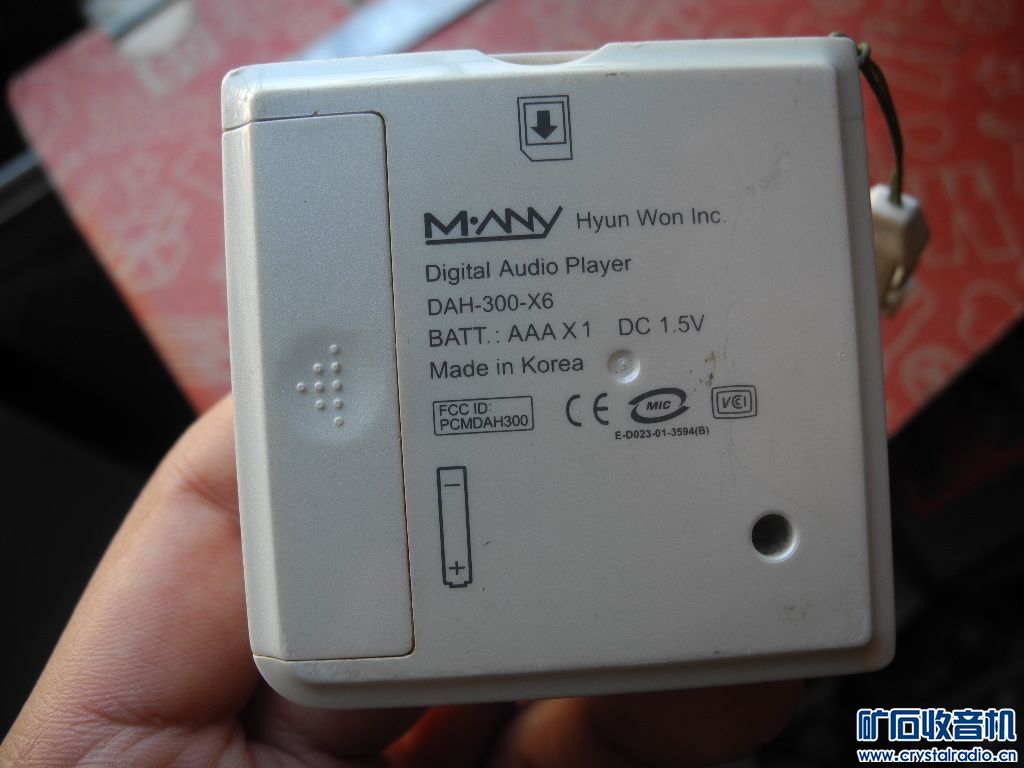 M·ANY Hyun Won Inc.
Digital Audio Player
DAH-300-X6
BATT.: AAA X 1 DC 1.5V
Made in Korea
FCC ID:
PCMDAH300
CE MIC VCI
E-D023-01-3594(B)
矿石收音机
www.crystalradio.cn